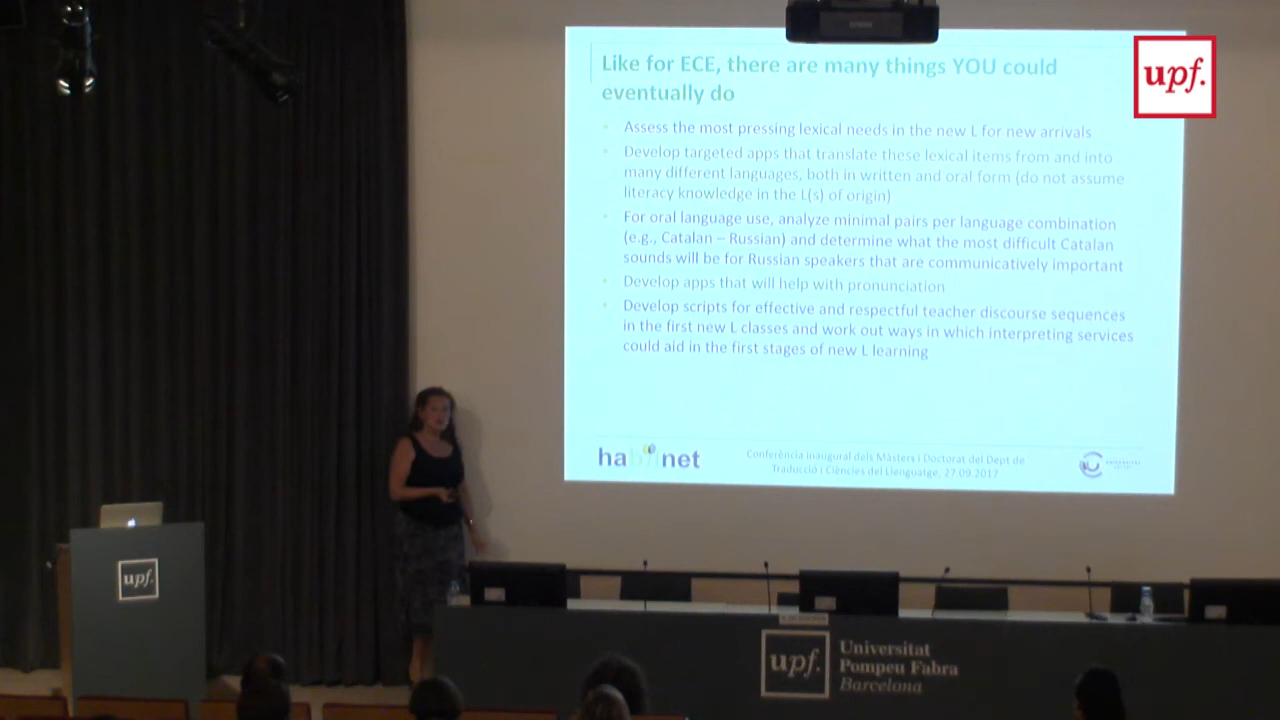 Like for ECE, there are many things YOU could
eventually do
Assess the most pressing lexical needs in the new L for new arrivals
Develop targeted apps that translate these lexical items from and into
many different languages, both in written and oral form (do not assume
literacy knowledge in the L(s) of origin)
For oral language use, analyze minimal pairs per language combination
(e.g., Catalan – Russian) and determine what the most difficult Catalan
sounds will be for Russian speakers that are communicatively important
Develop apps that will help with pronunciation
Develop scripts for effective and respectful teacher discourse sequences
in the first new L classes and work out ways in which interpreting services
could aid in the first stages of new L learning
habilnet
Conferència inaugural dels Màsters i Doctorat del Dept de
Traducció i Ciències del Llenguatge, 27.09.2017
upf.
upf.
upf.
Universitat
Pompeu Fabra
Barcelona